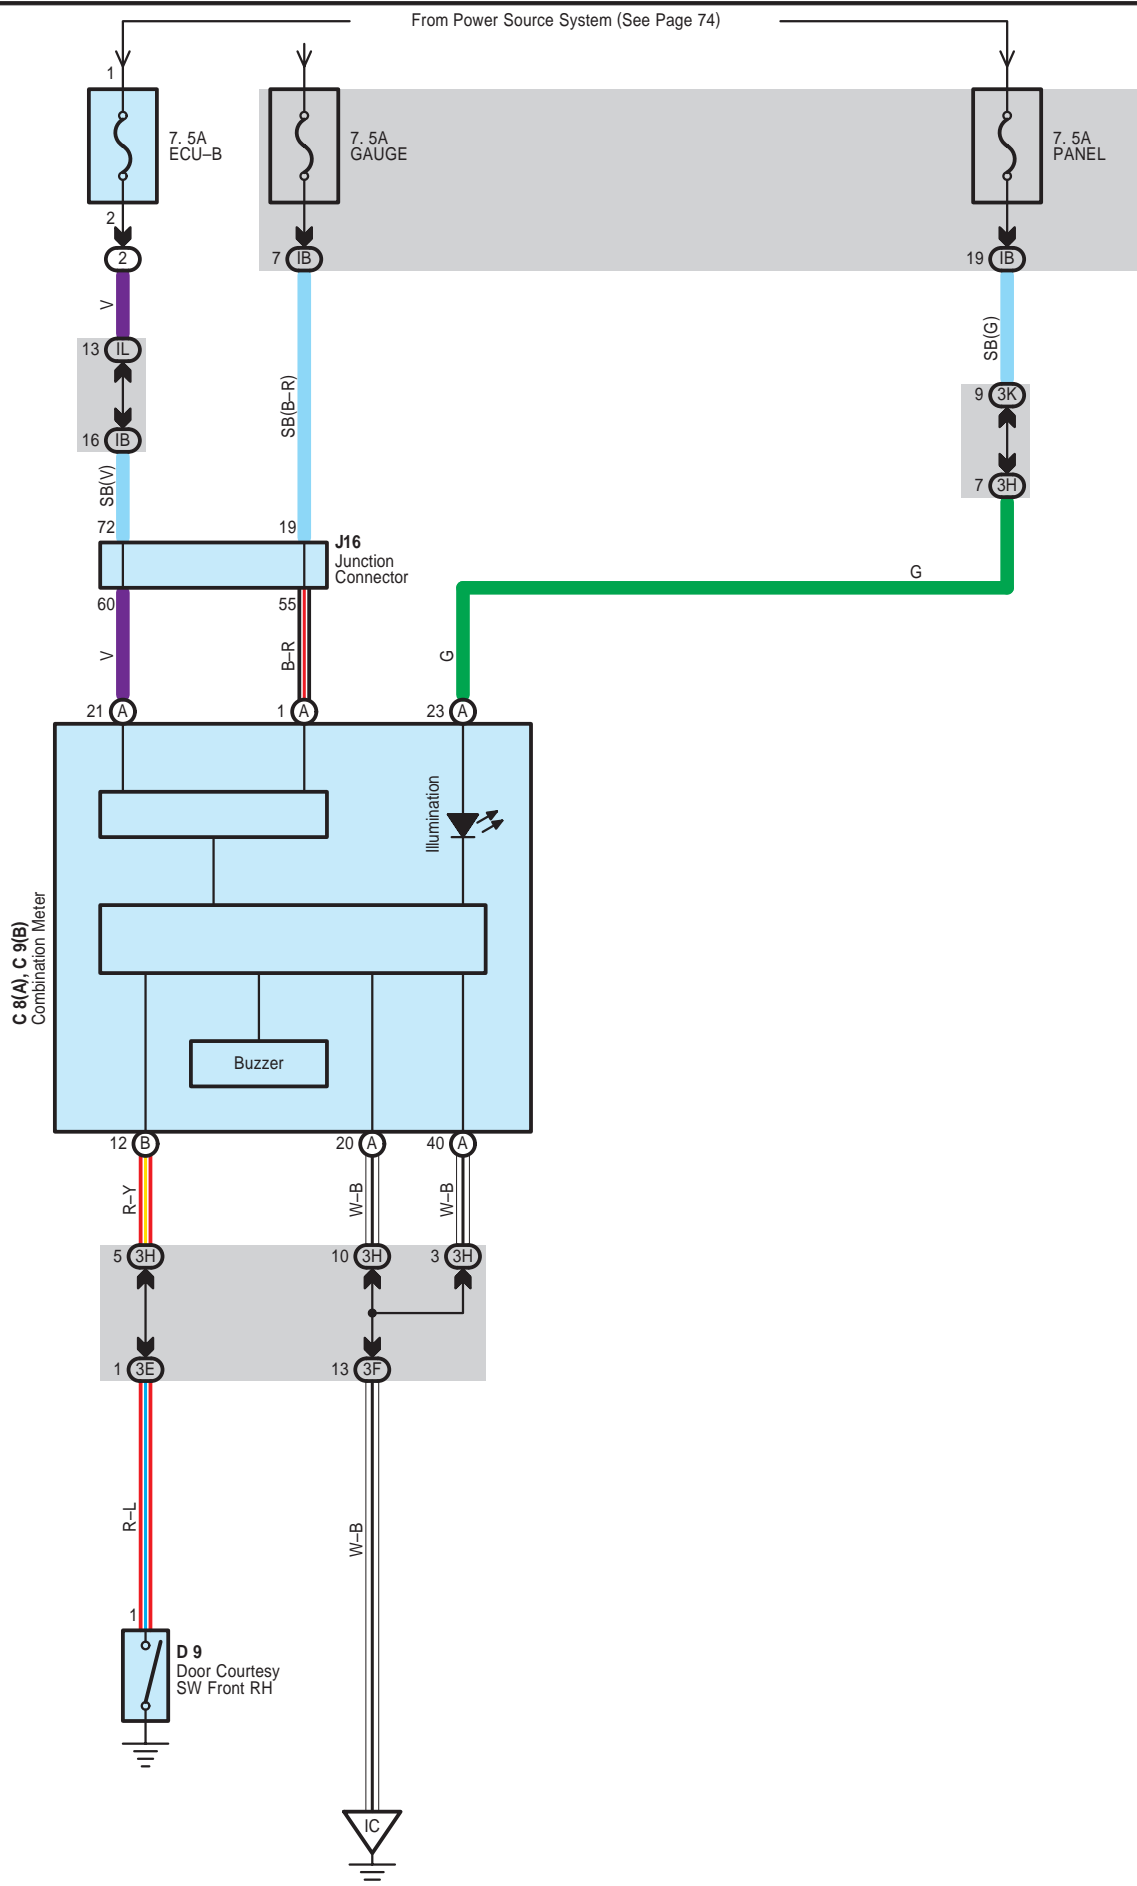 From Power Source System (See Page 74)
1
7. 5A
ECU–B
7. 5A
GAUGE
7. 5A
PANEL
2
2
7 IB
19 IB
V
SB(B–R)
SB(G)
13 IL
16 IB
9 3K
7 3H
SB(V)
72
19
J16
Junction
Connector
60
55
G
V
B–R
G
21 A
1 A
23 A
Illumination
C 8(A), C 9(B)
Combination Meter
Buzzer
12 B
20 A
40 A
R–Y
W–B
W–B
5 3H
10 3H
3 3H
1 3E
13 3F
R–L
W–B
1
D 9
Door Courtesy
SW Front RH
IC